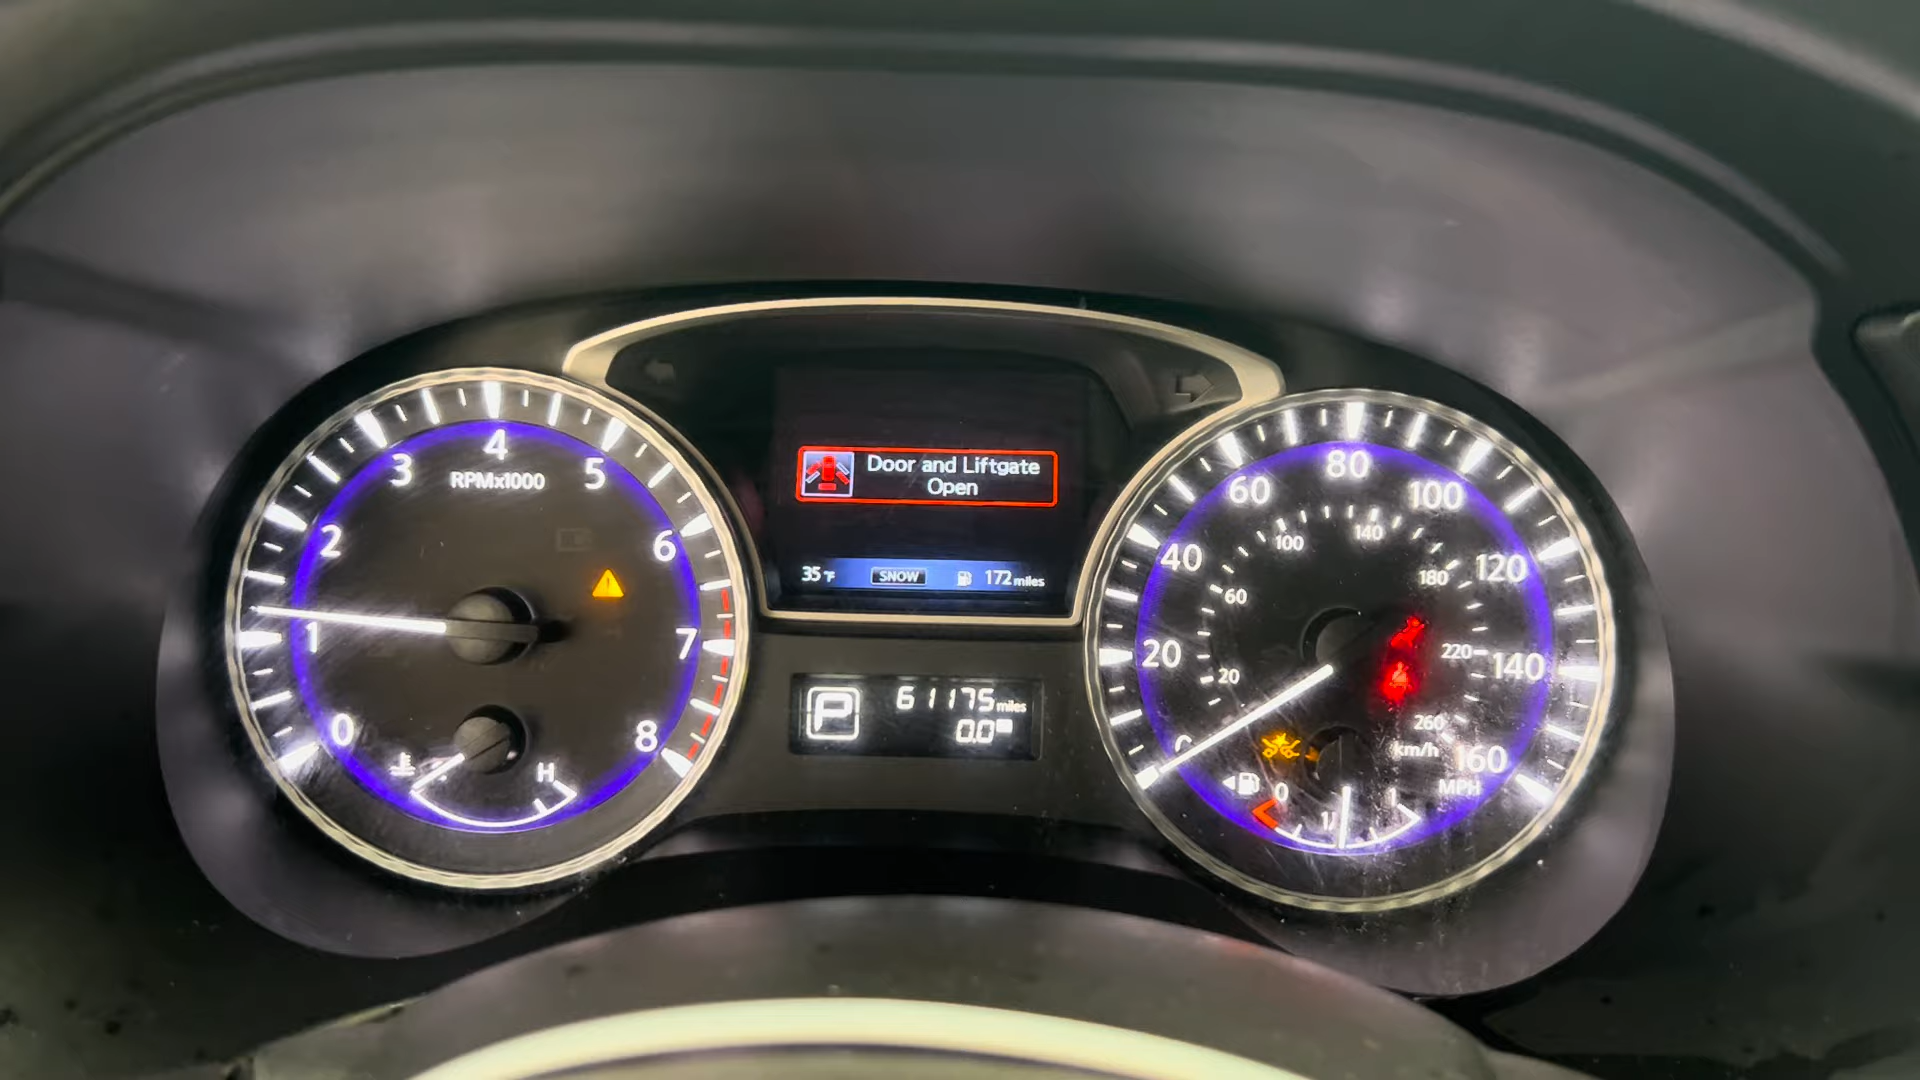 RPMx1000
0
1
2
3
4
5
6
7
8
H
Door and Liftgate
Open
35°F
SNOW
172 miles
P
61175 miles
0.0
20
40
60
80
100
120
140
160
MPH
20
60
100
140
180
220
260
km/h
0
1